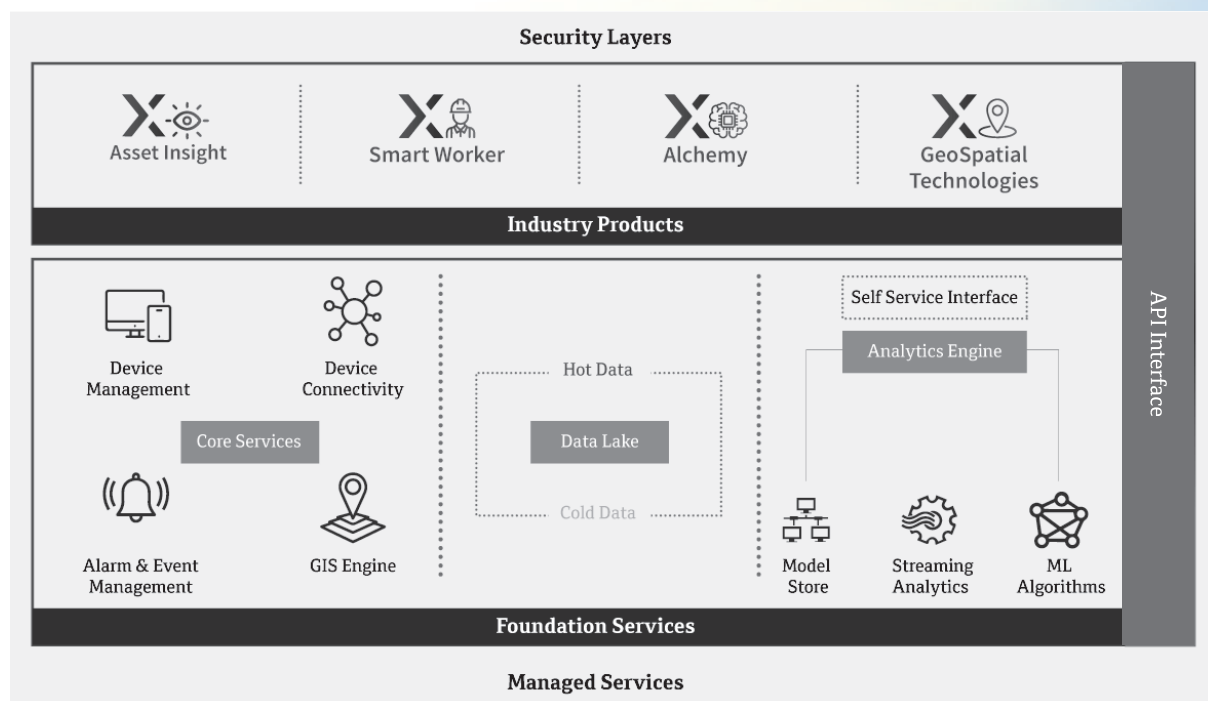 Security Layers
Asset Insight
Smart Worker
Alchemy
GeoSpatial
Technologies
Industry Products
API Interface
Device
Management
Device
Connectivity
Core Services
Alarm & Event
Management
GIS Engine
Hot Data
Data Lake
Cold Data
Self Service Interface
Analytics Engine
Model
Store
Streaming
Analytics
ML
Algorithms
Foundation Services
Managed Services